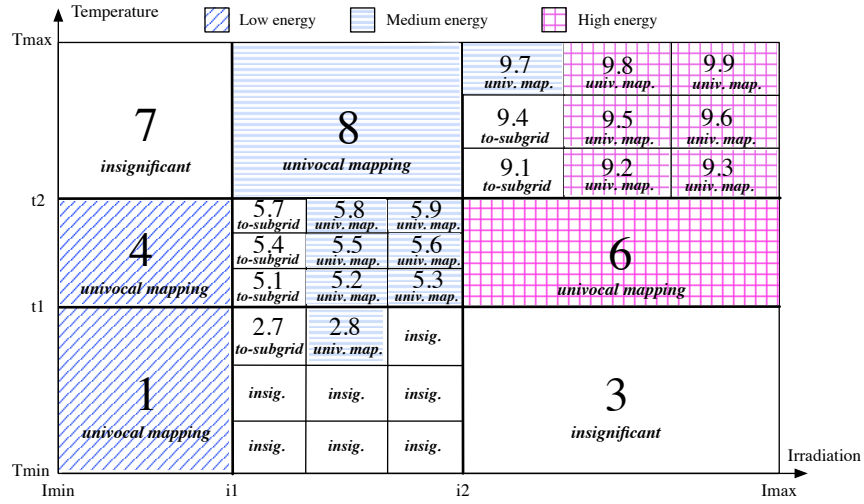 Temperature
Low energy
Medium energy
High energy
Tmax
7
insignificant
8
univocal mapping
9.7
univ. map.
9.8
univ. map.
9.9
univ. map.
9.4
to-subgrid
9.5
univ. map.
9.6
univ. map.
9.1
to-subgrid
9.2
univ. map.
9.3
univ. map.
t2
4
univocal mapping
5.7
to-subgrid
5.8
univ. map.
5.9
univ. map.
5.4
to-subgrid
5.5
univ. map.
5.6
univ. map.
5.1
to-subgrid
5.2
univ. map.
5.3
univ. map.
6
univocal mapping
t1
1
univocal mapping
2.7
to-subgrid
2.8
univ. map.
insig.
insig.
insig.
insig.
insig.
insig.
insig.
3
insignificant
Tmin
Irradiation
Imin
i1
i2
Imax